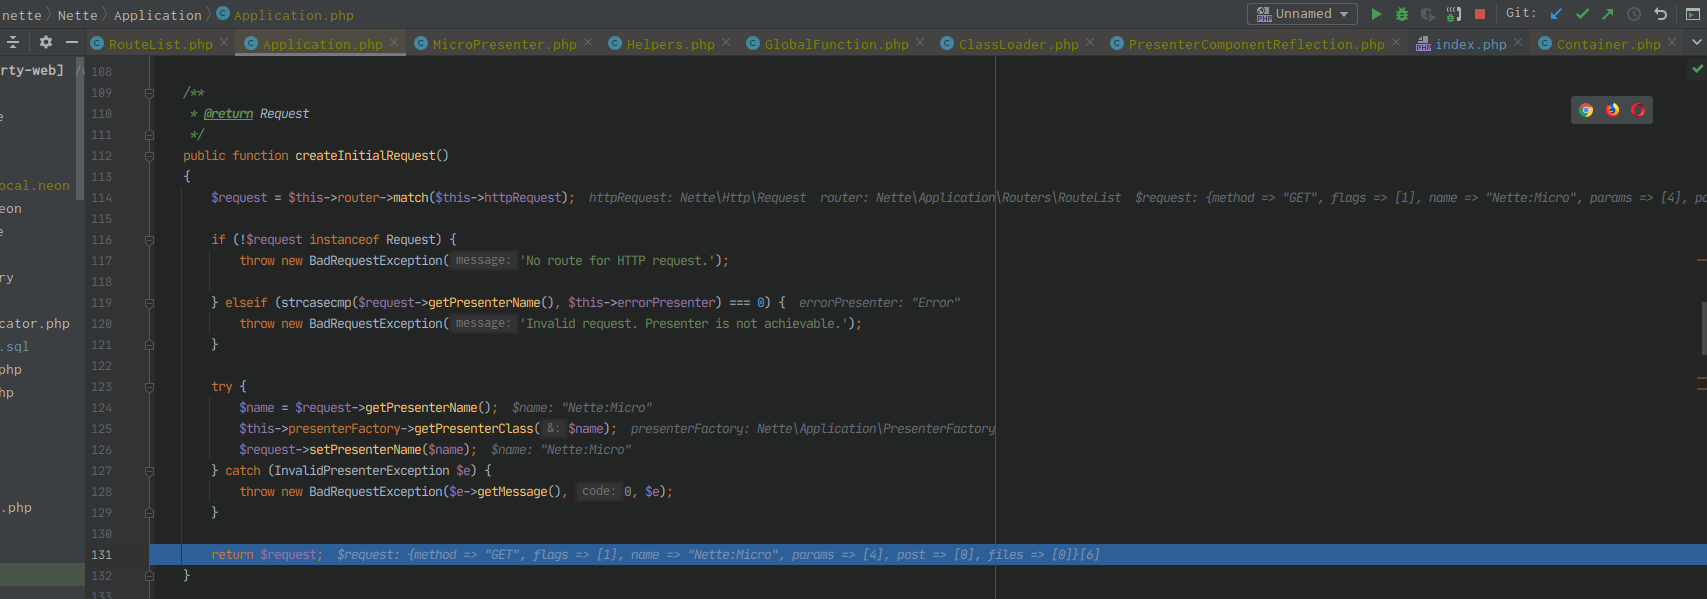 nette Nette Application Application.php Unnamed Git:
RouteList.php Application.php MicroPresenter.php Helpers.php GlobalFunction.php ClassLoader.php PresenterComponentReflection.php index.php Container.php
rty-web]
e
ocal.neon
eon
e
ry
cator.php
.sql
php
hp
.php
108
109 /**
110 * @return Request
111 */
112 public function createInitialRequest()
113 {
114 $request = $this->router->match($this->httpRequest); httpRequest: Nette\Http\Request router: Nette\Application\Routers\RouteList $request: {method => "GET", flags => [1], name => "Nette:Micro", params => [4], po
115
116 if (!$request instanceof Request) {
117 throw new BadRequestException( message: 'No route for HTTP request.');
118
119 } elseif (strcasecmp($request->getPresenterName(), $this->errorPresenter) === 0) { errorPresenter: "Error"
120 throw new BadRequestException( message: 'Invalid request. Presenter is not achievable.');
121 }
122
123 try {
124 $name = $request->getPresenterName(); $name: "Nette:Micro"
125 $this->presenterFactory->getPresenterClass( &: $name); presenterFactory: Nette\Application\PresenterFactory
126 $request->setPresenterName($name); $name: "Nette:Micro"
127 } catch (InvalidPresenterException $e) {
128 throw new BadRequestException($e->getMessage(), code: 0, $e);
129 }
130
131 return $request; $request: {method => "GET", flags => [1], name => "Nette:Micro", params => [4], post => [0], files => [0]}[6]
132 }
133